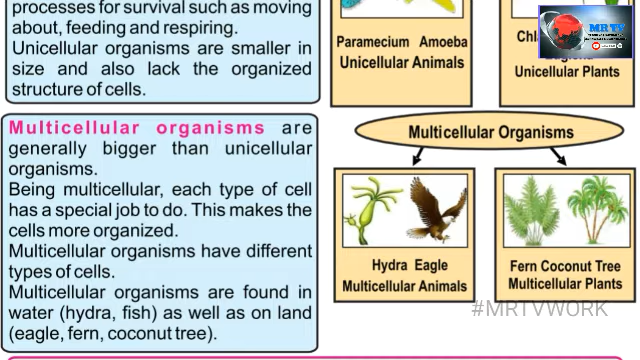 processes for survival such as moving
about, feeding and respiring.
Unicellular organisms are smaller in
size and also lack the organized
structure of cells.
Paramecium Amoeba
Unicellular Animals
Unicellular Plants
MR TV
Multicellular organisms are
generally bigger than unicellular
organisms.
Being multicellular, each type of cell
has a special job to do. This makes the
cells more organized.
Multicellular organisms have different
types of cells.
Multicellular organisms are found in
water (hydra, fish) as well as on land
(eagle, fern, coconut tree).
Multicellular Organisms
Hydra Eagle
Multicellular Animals
Fern Coconut Tree
Multicellular Plants
#MRTVWORK